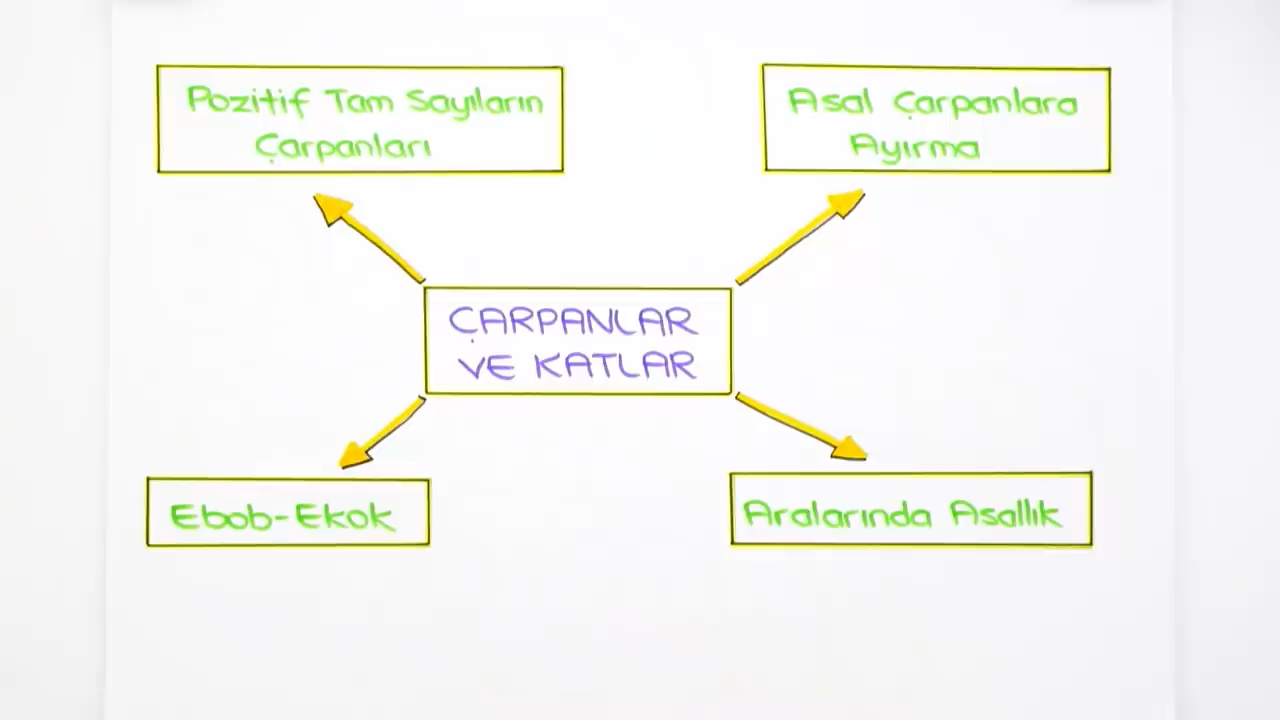 Pozitif Tam Sayıların
Çarpanları
Asal Çarpanlara
Ayırma
ÇARPANLAR
VE KATLAR
Ebob-Ekok
Aralarında Asallık